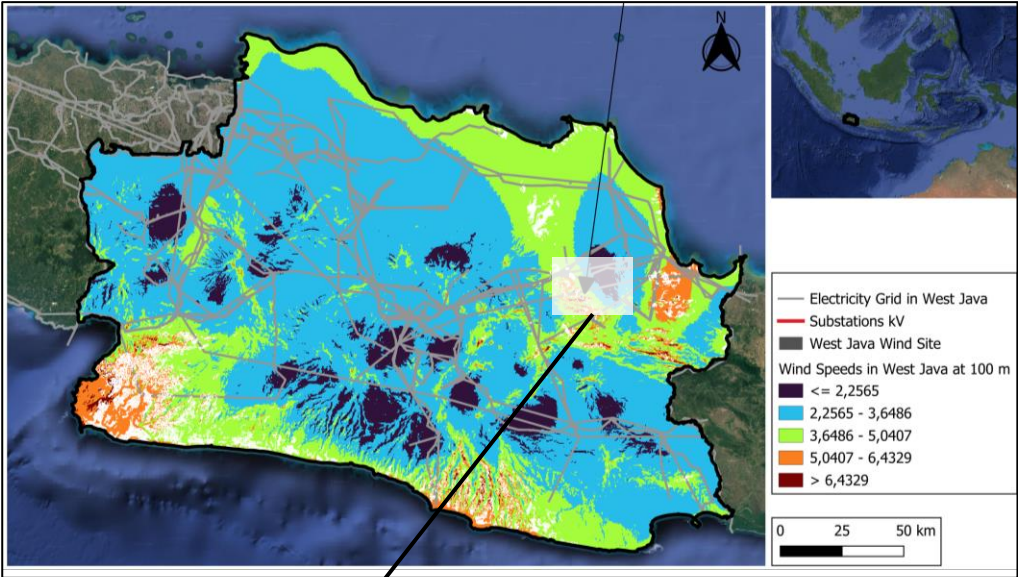 N
Electricity Grid in West Java
Substations kV
West Java Wind Site
Wind Speeds in West Java at 100 m
<= 2,2565
2,2565 - 3,6486
3,6486 - 5,0407
5,0407 - 6,4329
> 6,4329
0 25 50 km